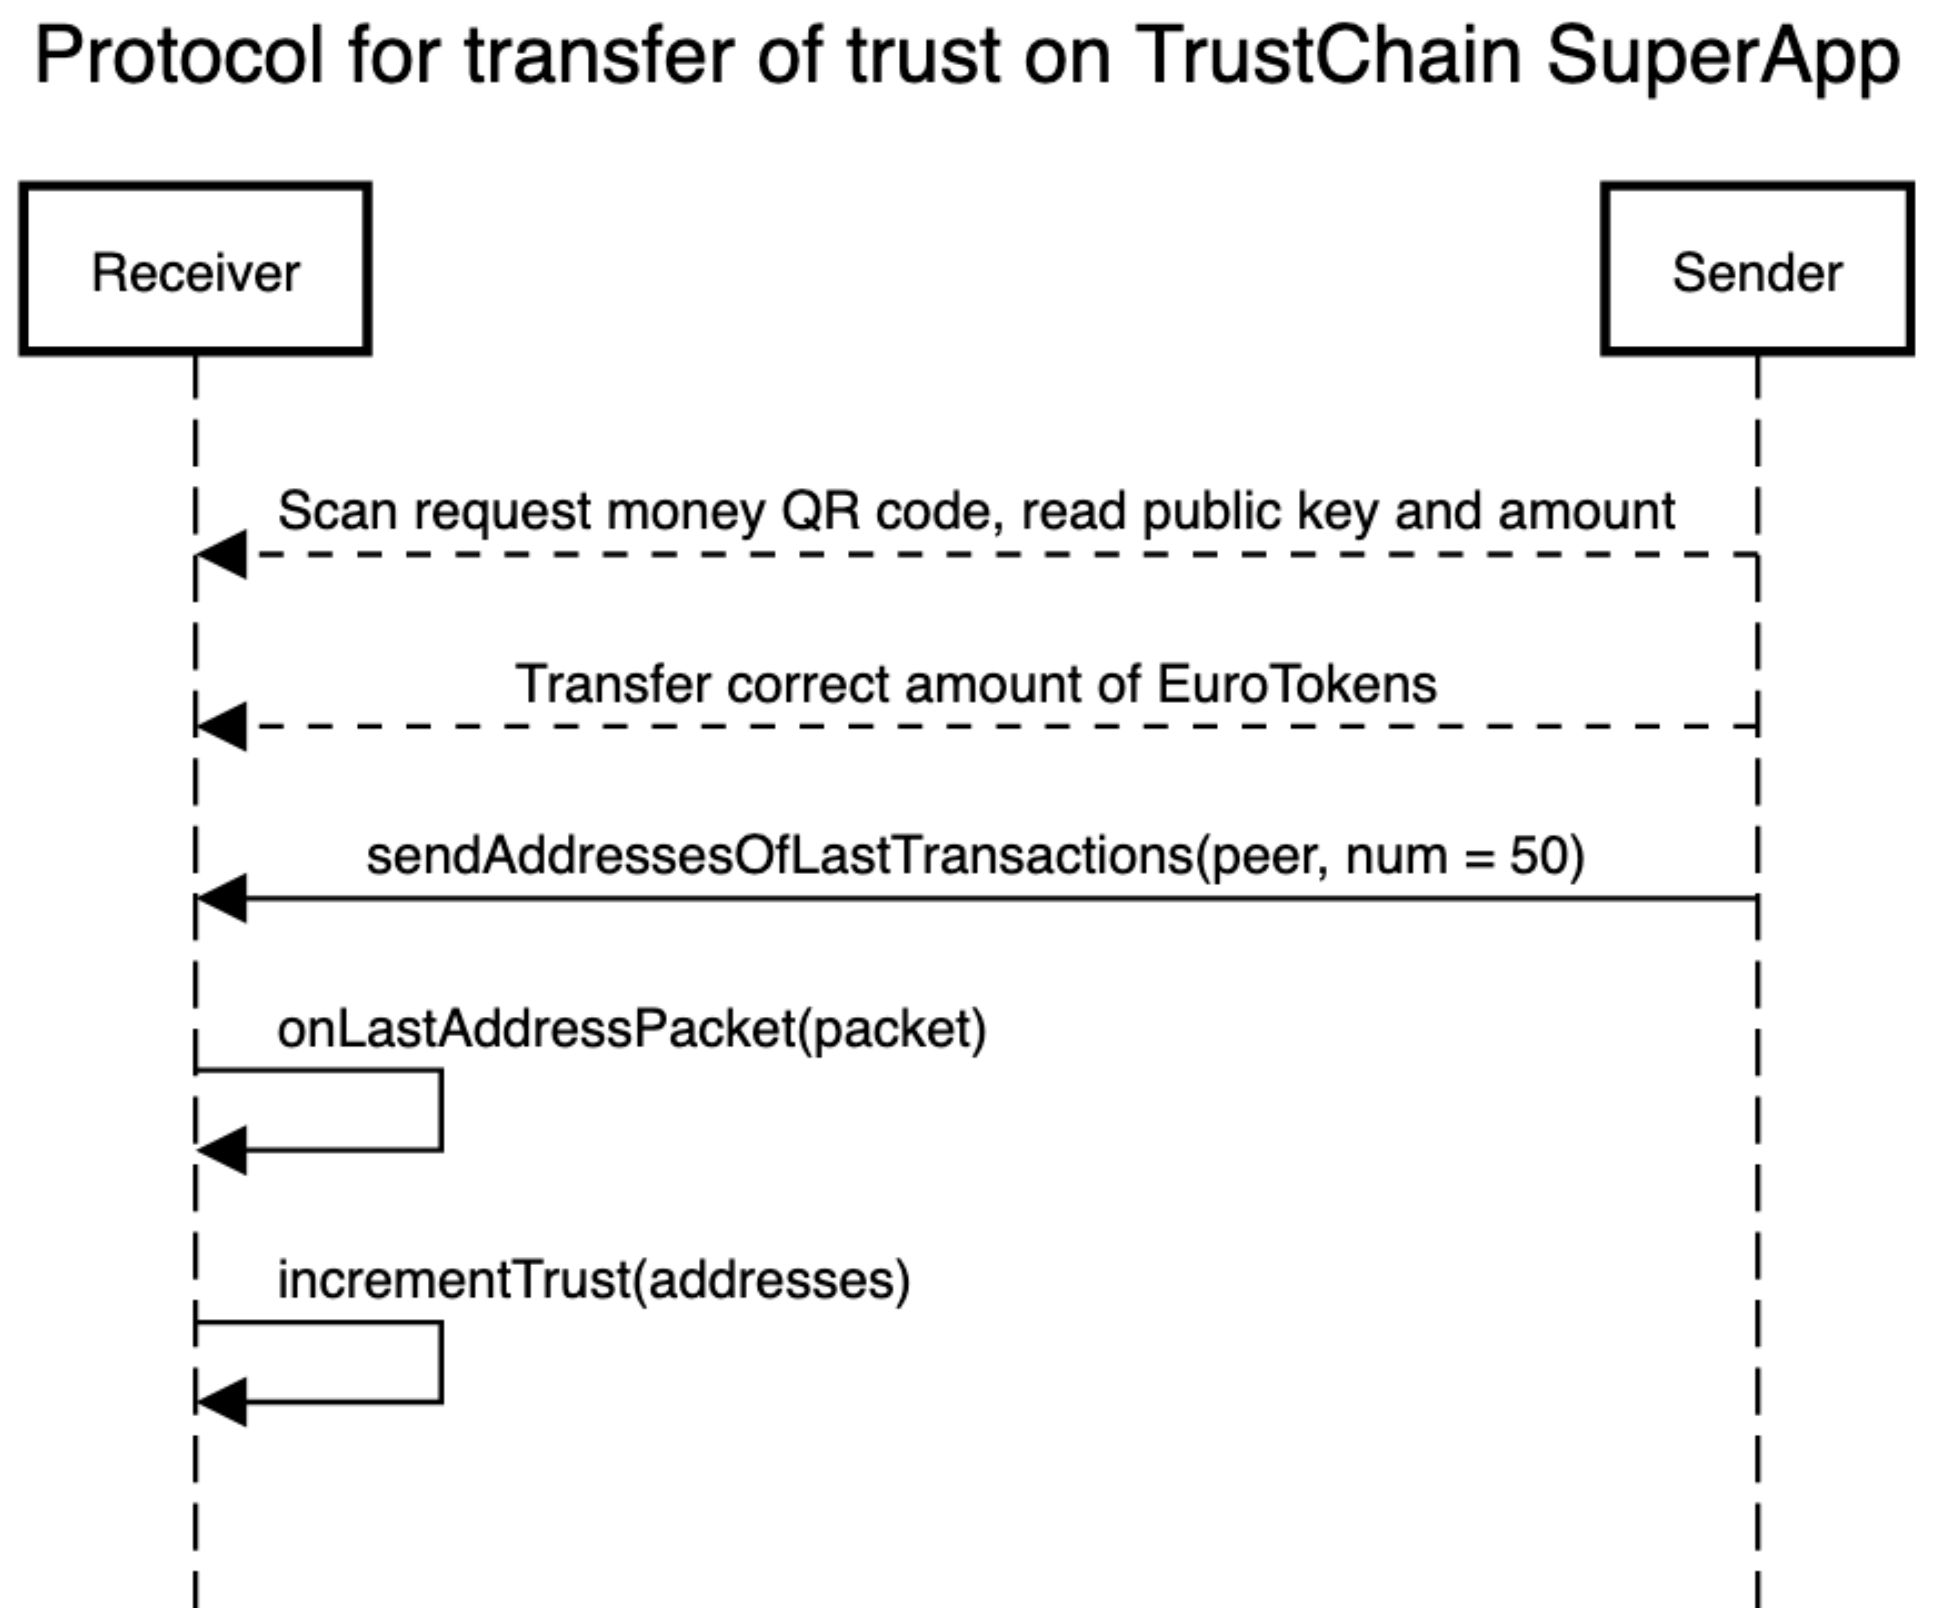 Protocol for transfer of trust on TrustChain SuperApp
Receiver
Sender
Scan request money QR code, read public key and amount
Transfer correct amount of EuroTokens
sendAddressesOfLastTransactions(peer, num = 50)
onLastAddressPacket(packet)
incrementTrust(addresses)